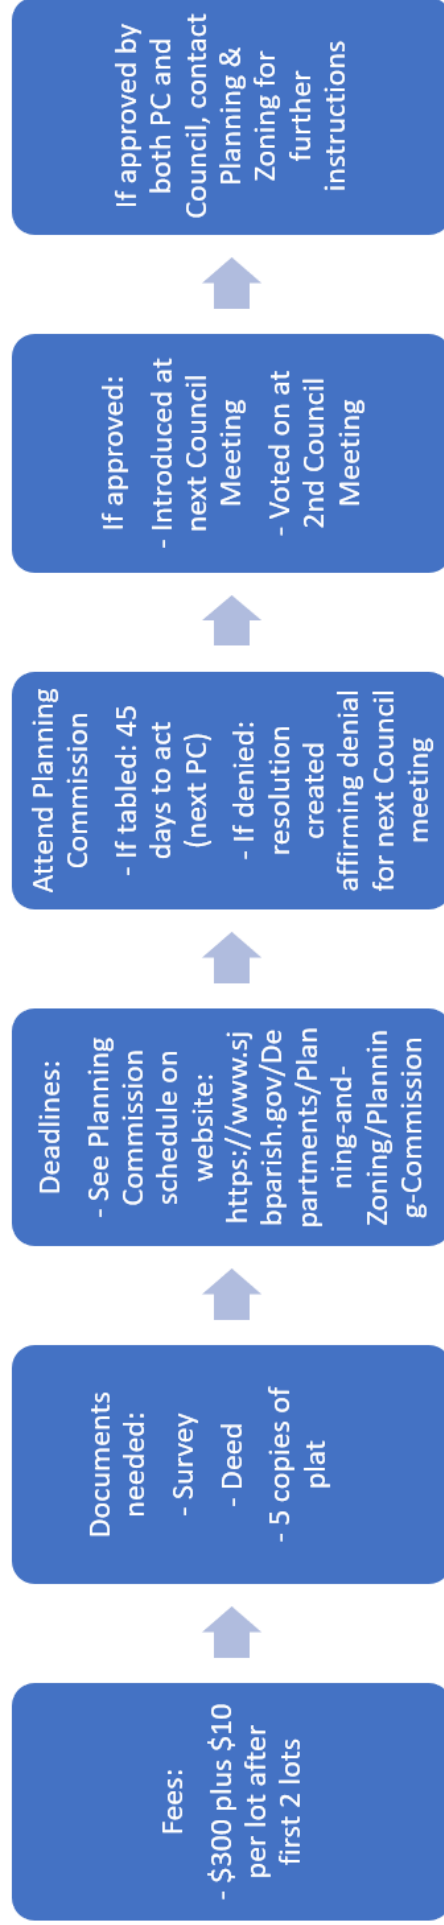 Fees:
- $300 plus $10
per lot after
first 2 lots
Documents
needed:
- Survey
- Deed
- 5 copies of
plat
Deadlines:
- See Planning
Commission
schedule on
website:
https://www.sj
bparish.gov/De
partments/Plan
ning-and-
Zoning/Plannin
g-Commission
Attend Planning
Commission
- If tabled: 45
days to act
(next PC)
- If denied:
resolution
created
affirming denial
for next Council
meeting
If approved:
- Introduced at
next Council
Meeting
- Voted on at
2nd Council
Meeting
If approved by
both PC and
Council, contact
Planning &
Zoning for
further
instructions